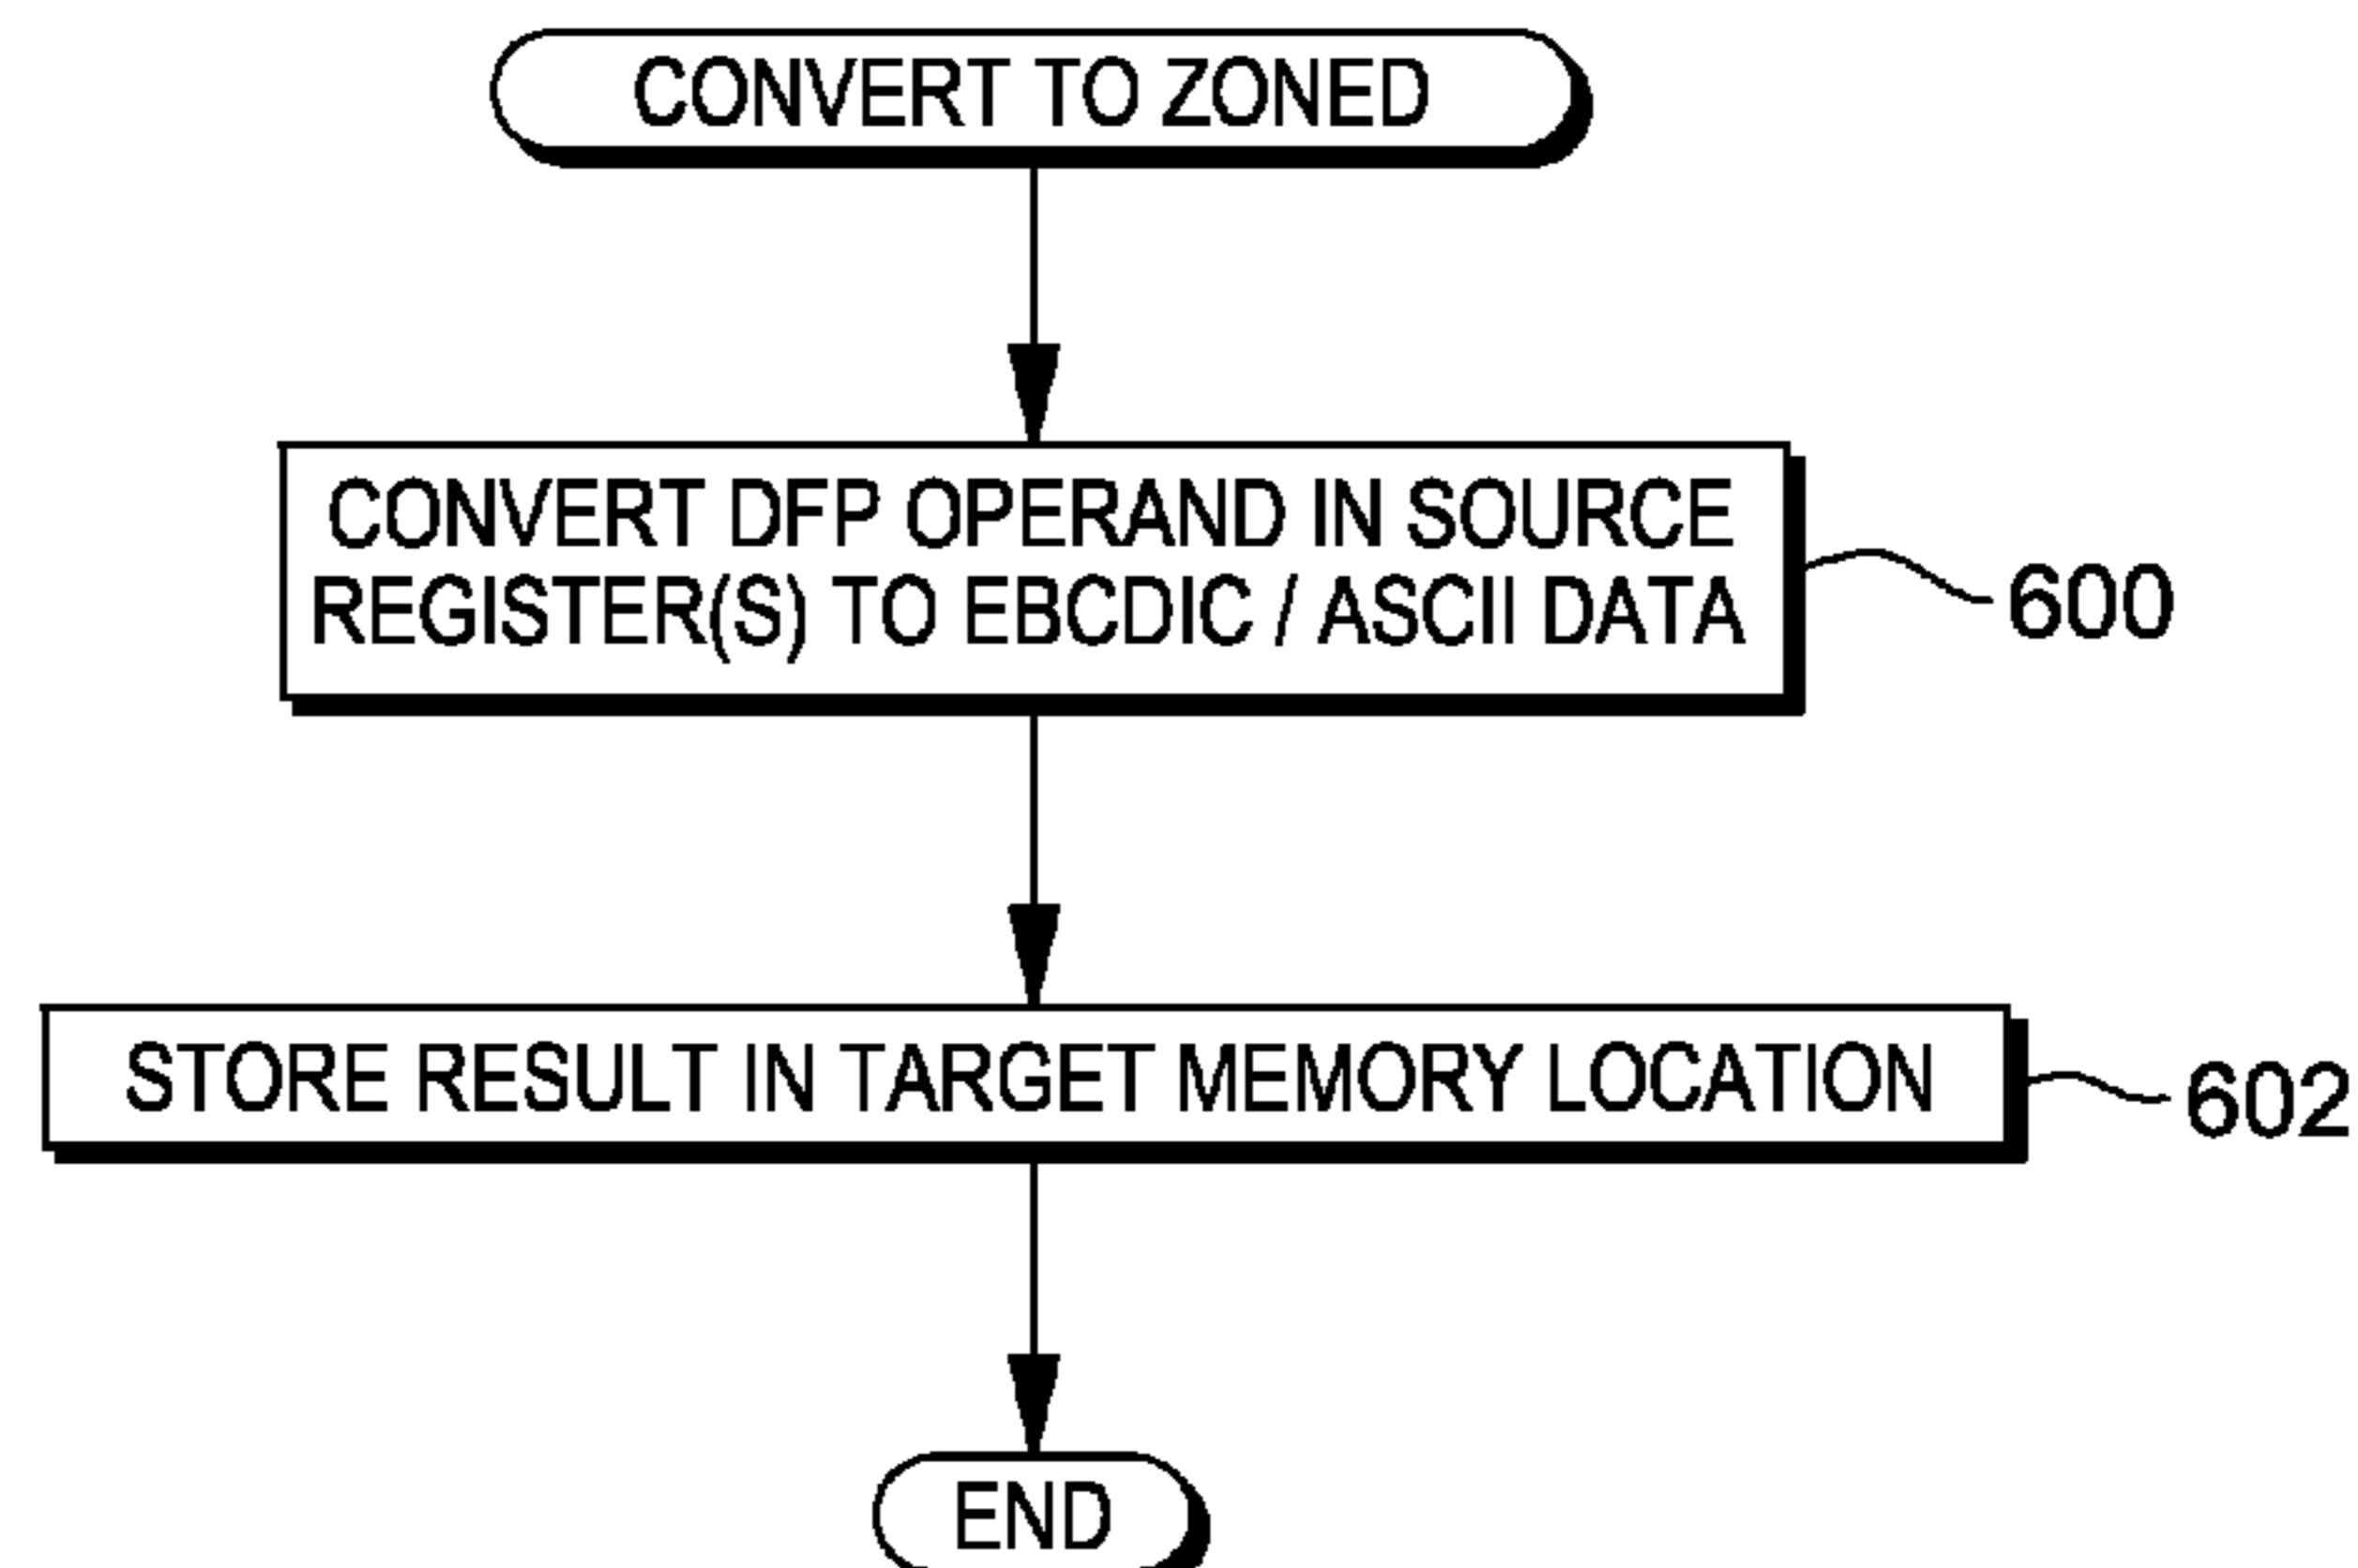 CONVERT TO ZONED
CONVERT DFP OPERAND IN SOURCE
REGISTER(S) TO EBCDIC / ASCII DATA
600
STORE RESULT IN TARGET MEMORY LOCATION
602
END